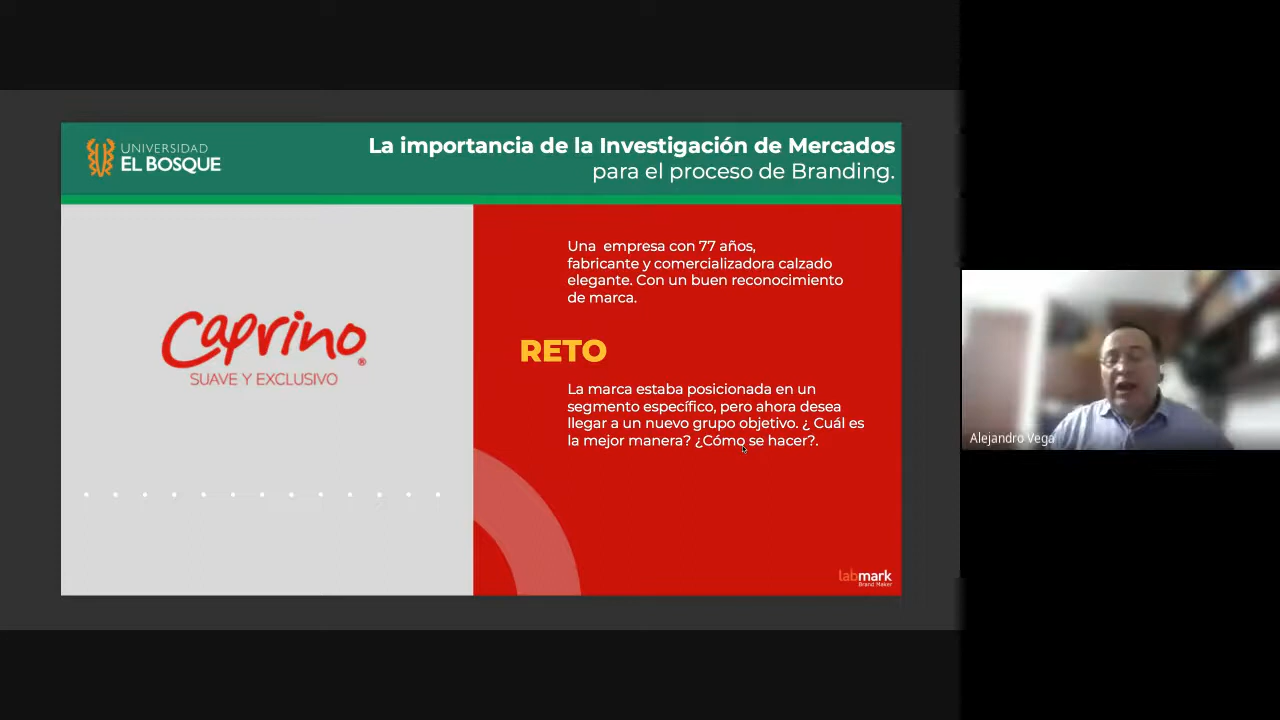 UNIVERSIDAD
EL BOSQUE
La importancia de la Investigación de Mercados
para el proceso de Branding.
Caprino®
SUAVE Y EXCLUSIVO
Una empresa con 77 años,
fabricante y comercializadora calzado
elegante. Con un buen reconocimiento
de marca.
RETO
La marca estaba posicionada en un
segmento específico, pero ahora desea
llegar a un nuevo grupo objetivo. ¿ Cuál es
la mejor manera? ¿Cómo se hacer?.
labmark
Brand Maker
Alejandro Vega